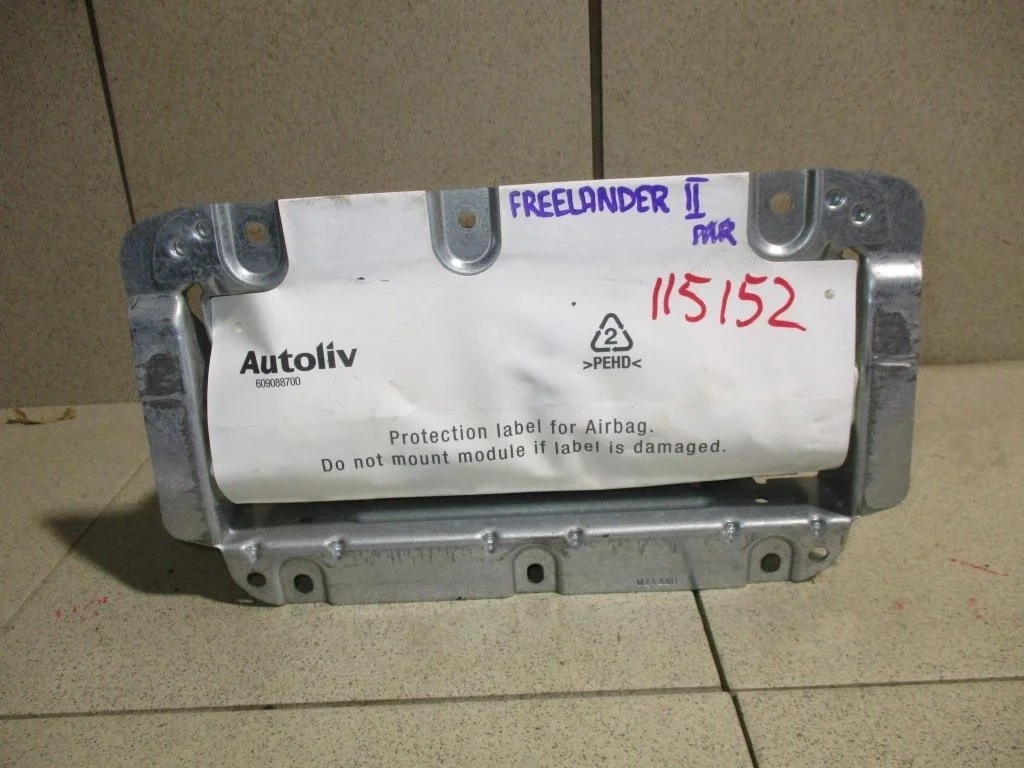 FREELANDER II
MR
115152
Autoliv
609088700
2
>PEHD<
Protection label for Airbag.
Do not mount module if label is damaged.